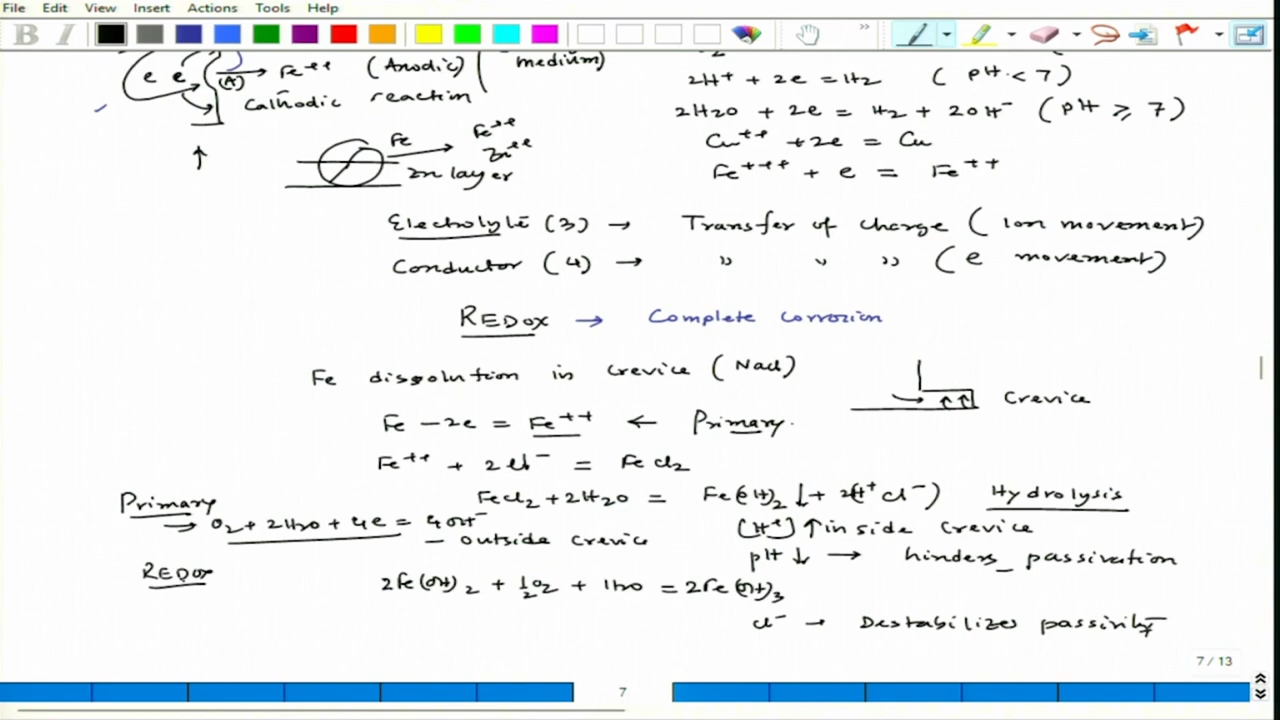 File Edit View Insert Actions Tools Help
B I
e e → Fe++ (Anodic) medium)
(A)
Cathodic reaction
2H+ + 2e = H2 (pH < 7)
2H2O + 2e = H2 + 2OH- (pH ≥ 7)
Cu++ + 2e = Cu
Fe+++ + e = Fe++
Fe Fe++
Zn++
Zn layer
Electrolyte (3) → Transfer of charge (Ion movement)
Conductor (4) → " " " (e movement)
REDOX → Complete corrosion
Fe dissolution in crevice (NaCl)
Crevice
Fe - 2e = Fe++ ← Primary.
Fe++ + 2Cl- = FeCl2
FeCl2 + 2H2O = Fe(OH)2 ↓ + 2(H+ Cl-) Hydrolysis
Primary
→ O2 + 2H2O + 4e = 4OH-
- outside crevice
[H+] ↑ inside crevice
pH ↓ → hinders passivation
REDOX
2Fe(OH)2 + 1/2 O2 + 1H2O = 2Fe(OH)3
Cl- → Destabilizes passivity
7 / 13
7